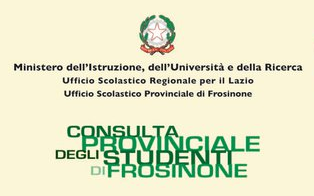 Ministero dell'Istruzione, dell'Università e della Ricerca
Ufficio Scolastico Regionale per il Lazio
Ufficio Scolastico Provinciale di Frosinone
CONSULTA
PROVINCIALE
DEGLI STUDENTI
DI FROSINONE